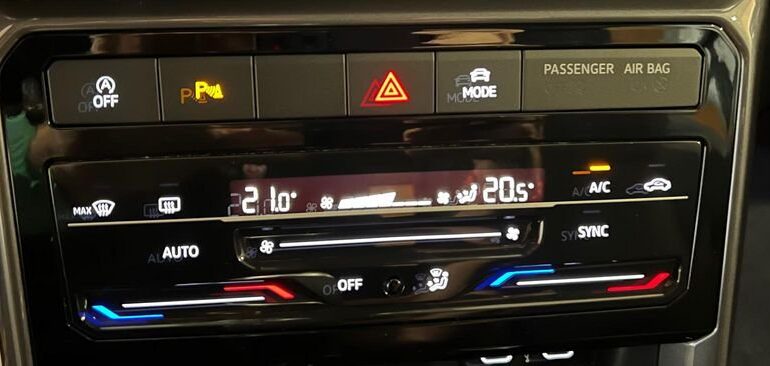 A OFF
P
MODE
PASSENGER AIR BAG
MAX
21.0°
20.5°
A/C
AUTO
SYNC
OFF